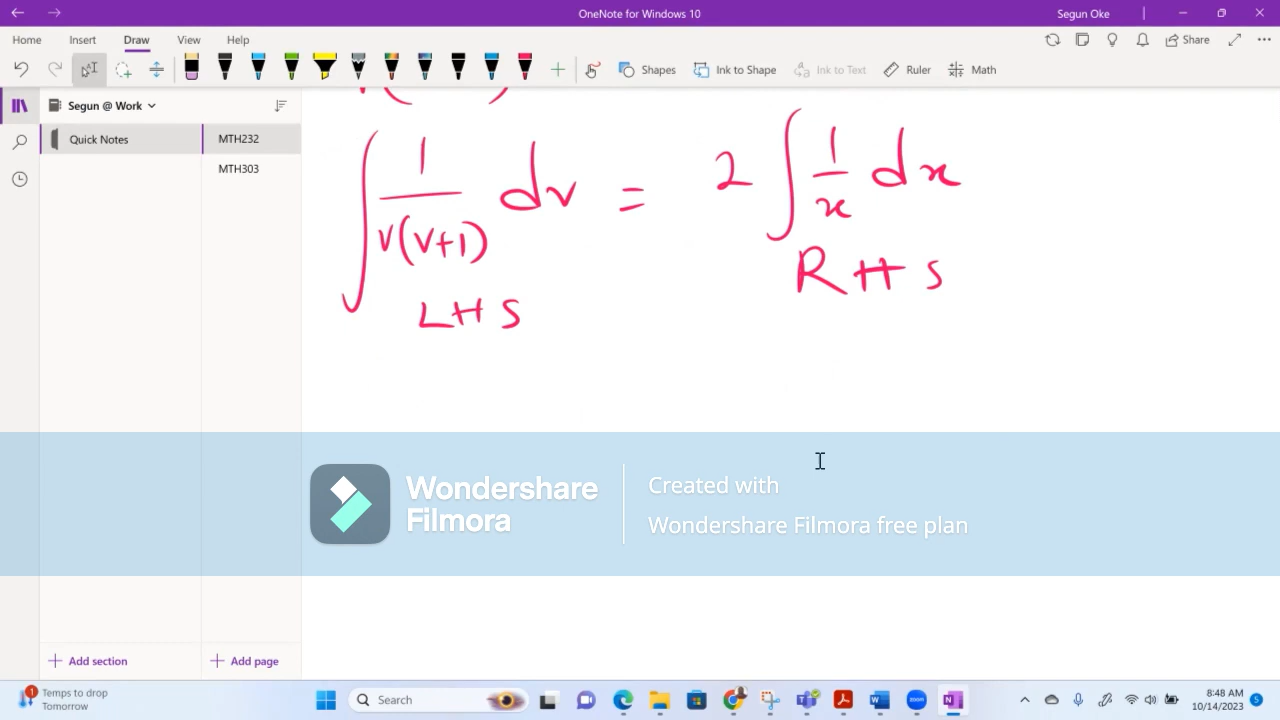 OneNote for Windows 10
Segun Oke
Home Insert Draw View Help
Share
Shapes Ink to Shape Ink to Text Ruler Math
Segun @ Work
Quick Notes
MTH232
MTH303
∫ 1/(v(v+1)) dv = 2 ∫ 1/x dx
LHS
RHS
Wondershare
Filmora
Created with
Wondershare Filmora free plan
Add section
Add page
1
Temps to drop
Tomorrow
Search
zoom
8:48 AM
10/14/2023
5